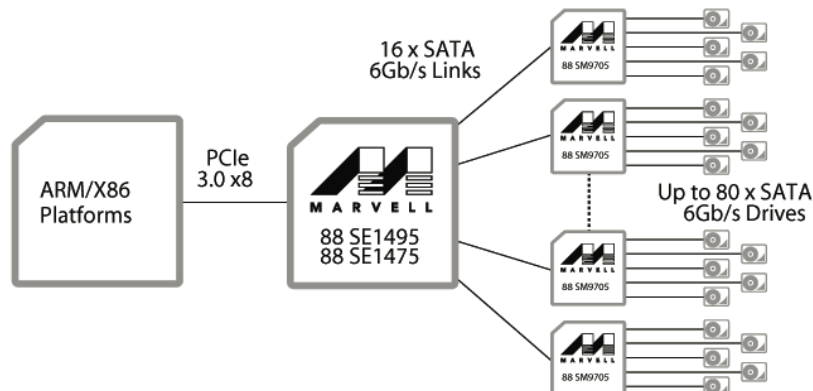 ARM/X86
Platforms
PCIe
3.0 x8
MARVELL
88 SE1495
88 SE1475
16 x SATA
6Gb/s Links
MARVELL
88 SM9705
MARVELL
88 SM9705
Up to 80 x SATA
6Gb/s Drives
MARVELL
88 SM9705
MARVELL
88 SM9705